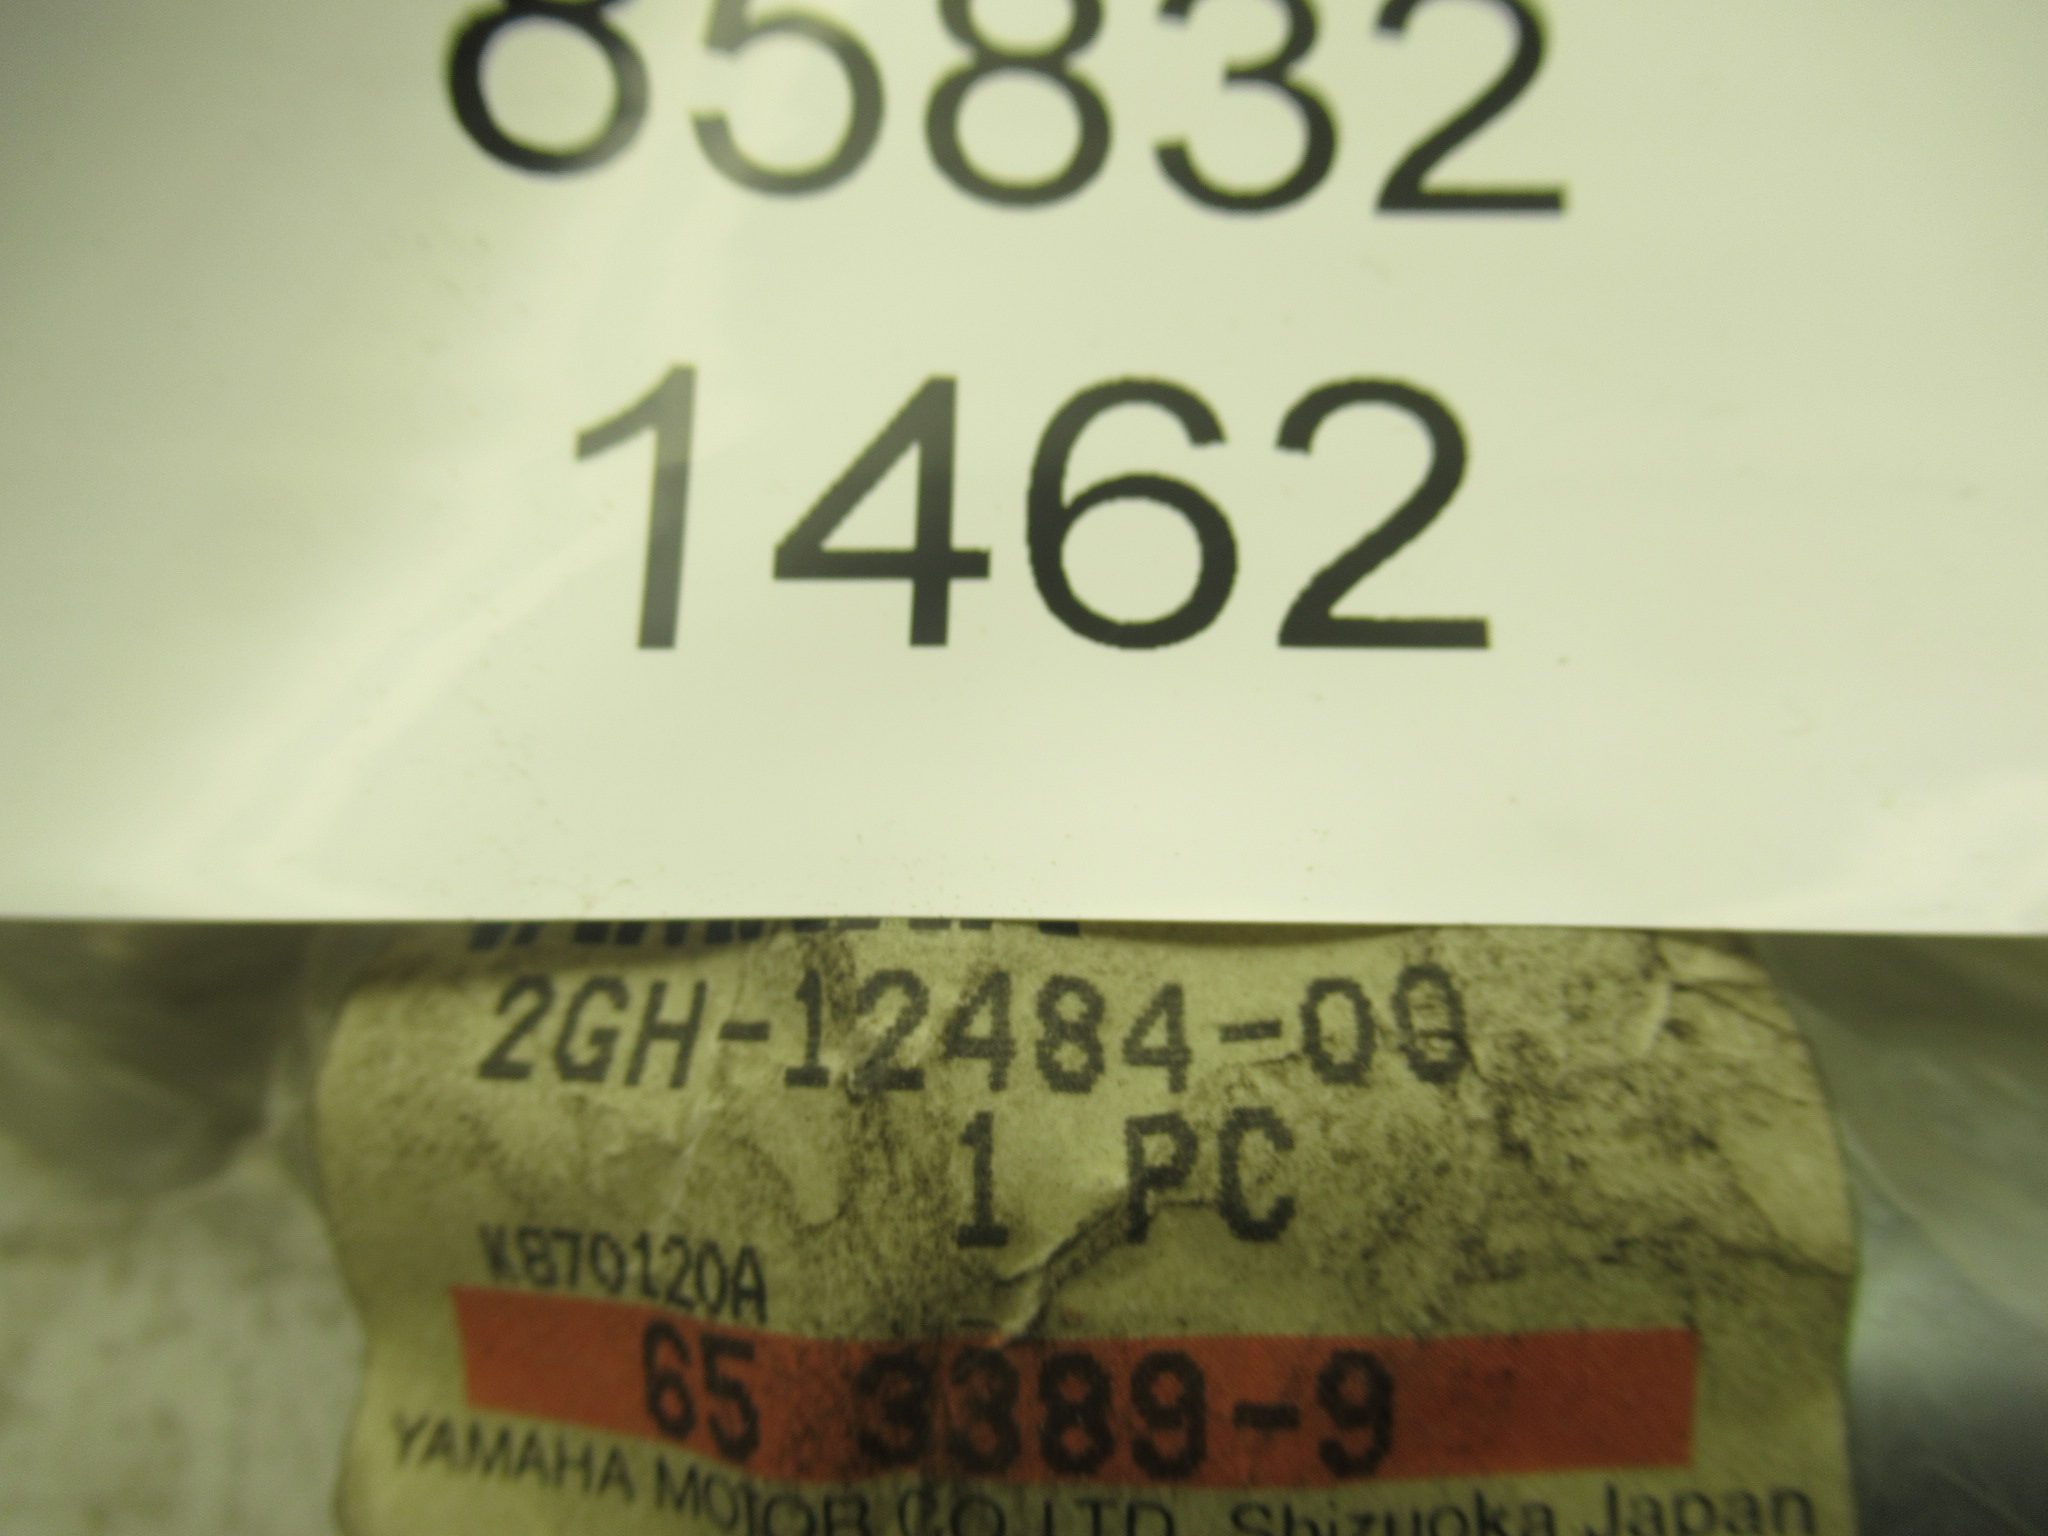 85832
1462
2GH-12484-00
1 PC
K870120A
65 3389-9
YAMAHA MOTOR CO.,LTD. Shizuoka Japan